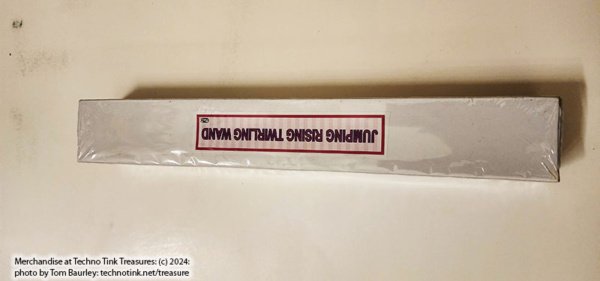 JUMPING RISING TWIRLING WAND
Merchandise at Techno Tink Treasures: (c) 2024:
photo by Tom Baurley: technotink.net/treasure